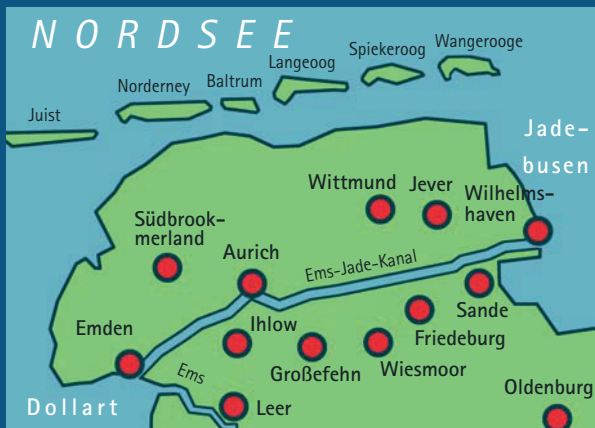 NORDSEE
Wangerooge
Spiekeroog
Langeoog
Baltrum
Norderney
Juist
Jade-
busen
Wittmund
Jever
Wilhelms-
haven
Südbrook-
merland
Aurich
Ems-Jade-Kanal
Sande
Friedeburg
Emden
Ihlow
Großefehn
Wiesmoor
Ems
Oldenburg
Dollart
Leer